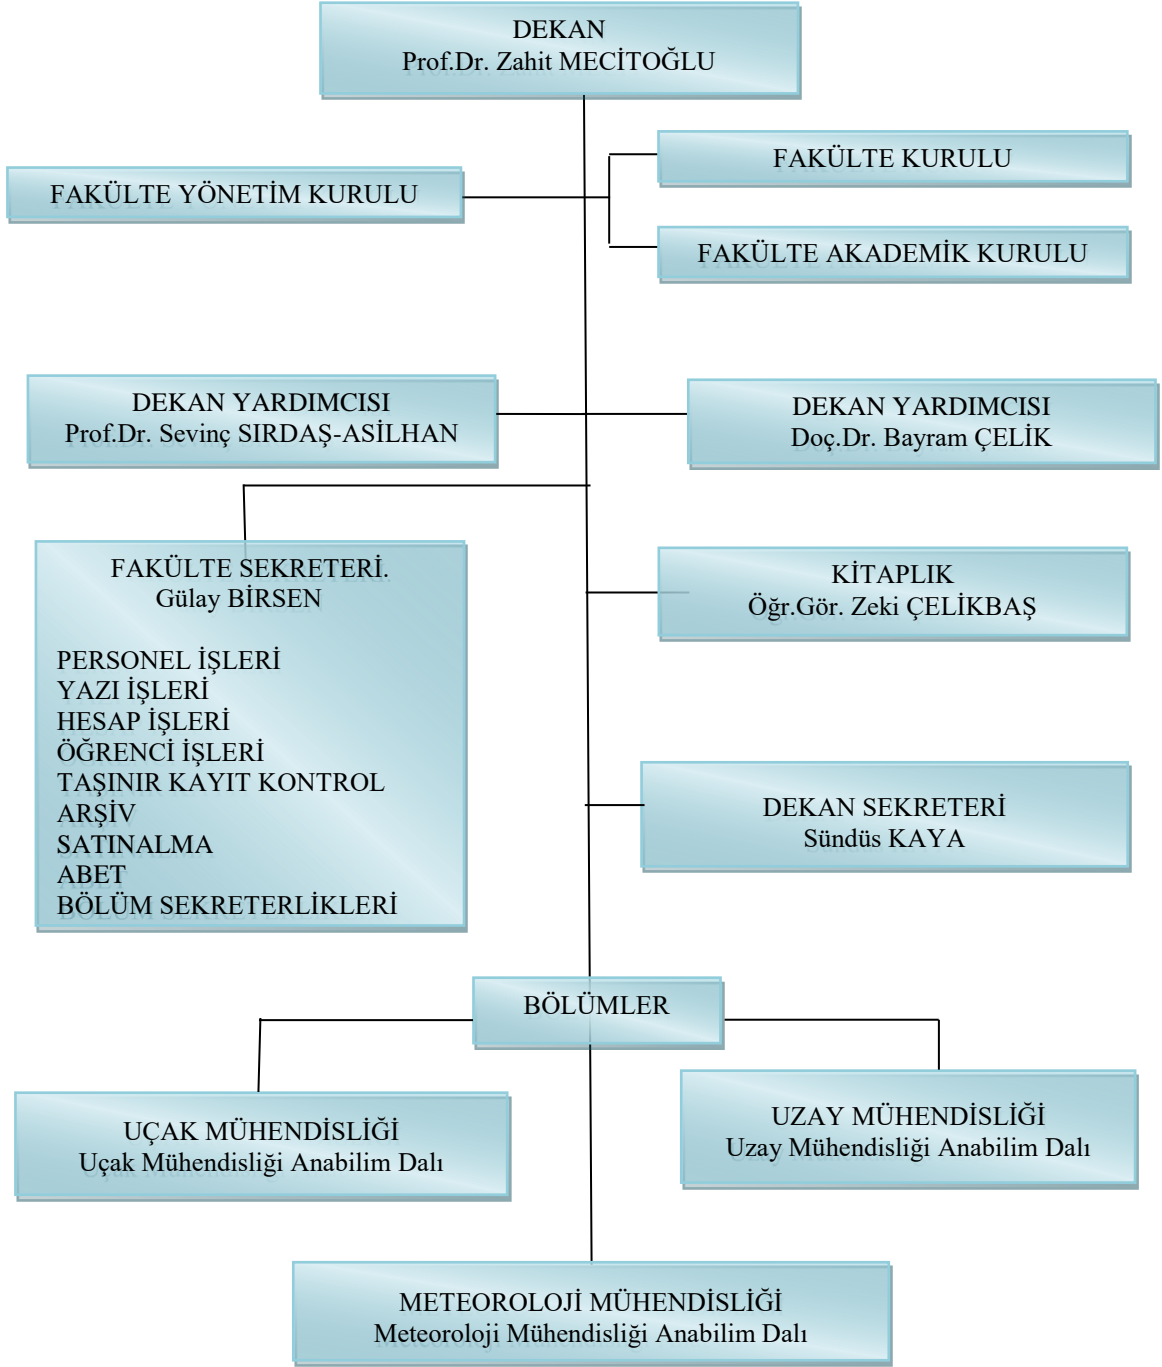 DEKAN
Prof.Dr. Zahit MECİTOĞLU
FAKÜLTE KURULU
FAKÜLTE YÖNETİM KURULU
FAKÜLTE AKADEMİK KURULU
DEKAN YARDIMCISI
Prof.Dr. Sevinç SIRDAŞ-ASİLHAN
DEKAN YARDIMCISI
Doç.Dr. Bayram ÇELİK
FAKÜLTE SEKRETERİ.
Gülay BİRSEN
PERSONEL İŞLERİ
YAZI İŞLERİ
HESAP İŞLERİ
ÖĞRENCİ İŞLERİ
TAŞINIR KAYIT KONTROL
ARŞİV
SATINALMA
ABET
BÖLÜM SEKRETERLİKLERİ
KİTAPLIK
Öğr.Gör. Zeki ÇELİKBAŞ
DEKAN SEKRETERİ
Sündüs KAYA
BÖLÜMLER
UÇAK MÜHENDİSLİĞİ
Uçak Mühendisliği Anabilim Dalı
UZAY MÜHENDİSLİĞİ
Uzay Mühendisliği Anabilim Dalı
METEOROLOJİ MÜHENDİSLİĞİ
Meteoroloji Mühendisliği Anabilim Dalı